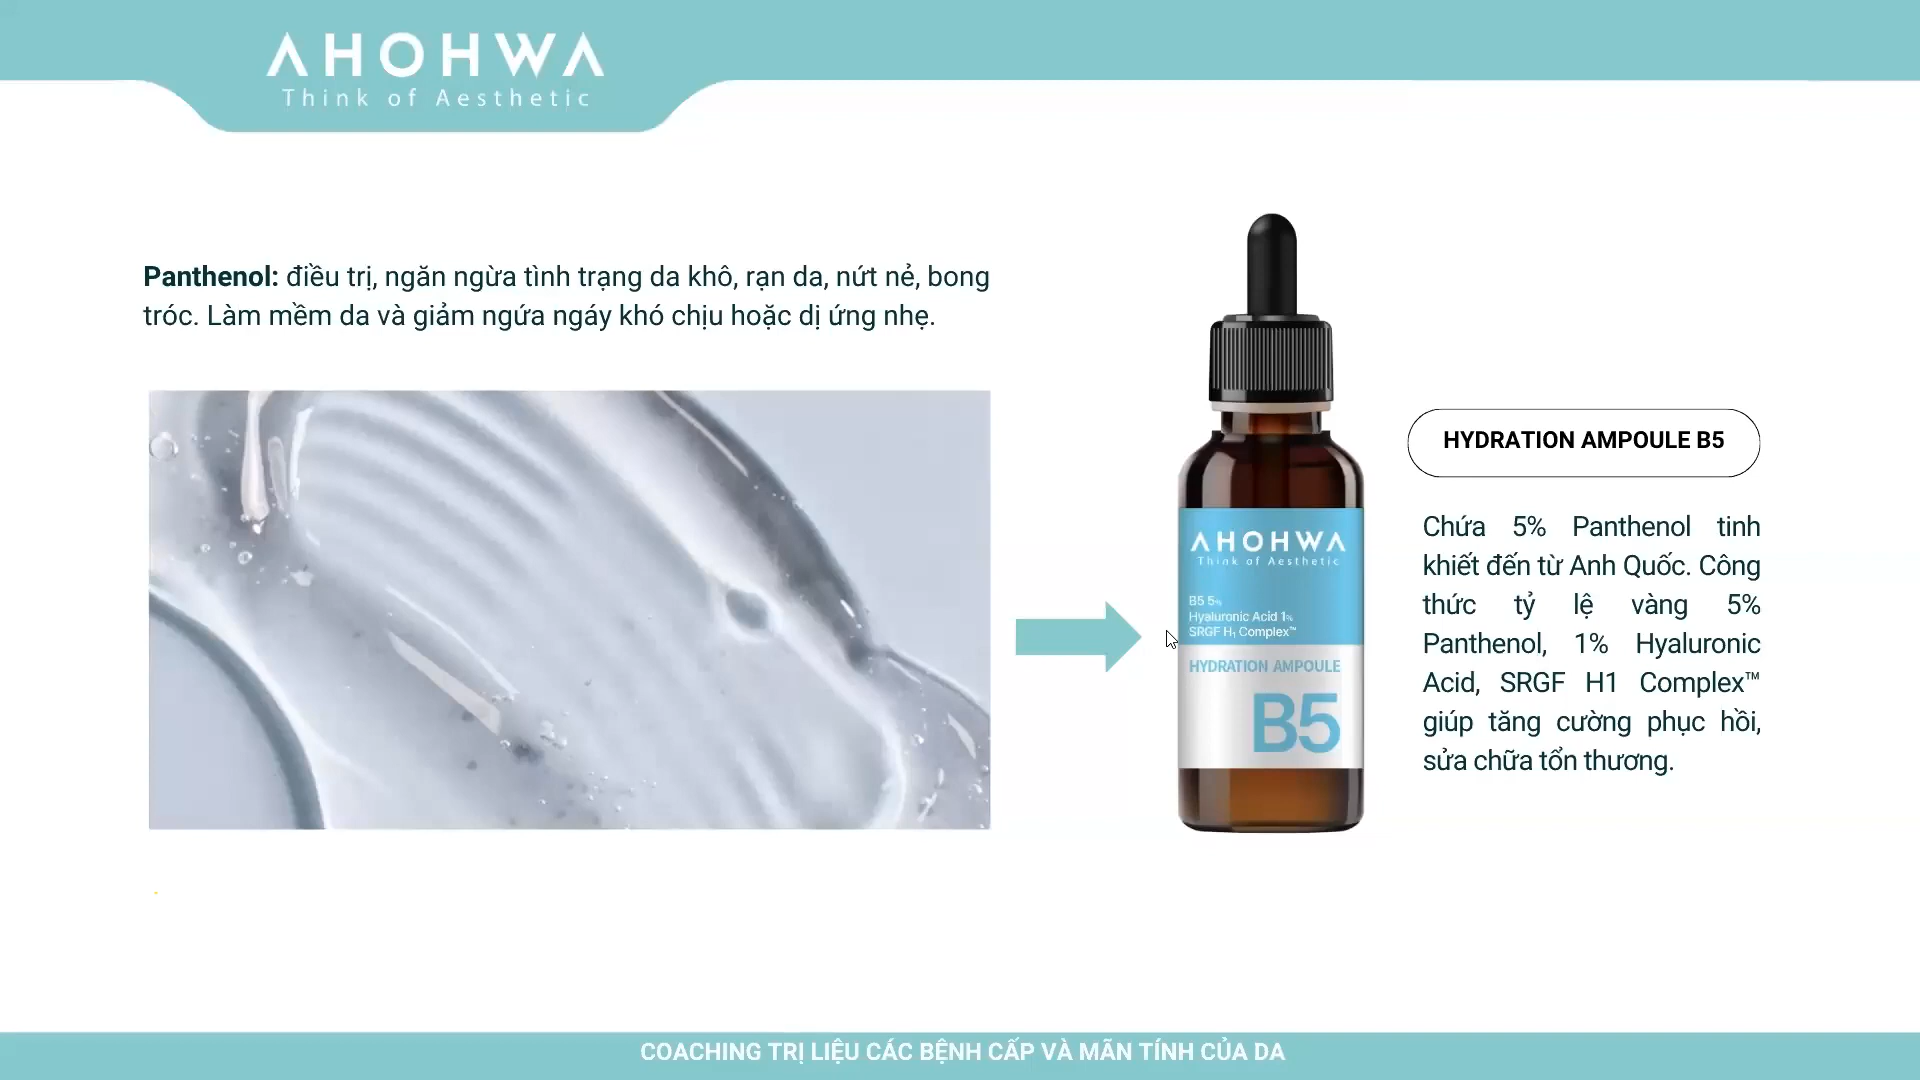 AHOHWA
Think of Aesthetic
Panthenol: điều trị, ngăn ngừa tình trạng da khô, rạn da, nứt nẻ, bong
tróc. Làm mềm da và giảm ngứa ngáy khó chịu hoặc dị ứng nhẹ.
AHOHWA
Think of Aesthetic
B5 5%
Hyaluronic Acid 1%
SRGF H₁ Complex™
HYDRATION AMPOULE
B5
HYDRATION AMPOULE B5
Chứa 5% Panthenol tinh
khiết đến từ Anh Quốc. Công
thức tỷ lệ vàng 5%
Panthenol, 1% Hyaluronic
Acid, SRGF H1 Complex™
giúp tăng cường phục hồi,
sửa chữa tổn thương.
COACHING TRỊ LIỆU CÁC BỆNH CẤP VÀ MÃN TÍNH CỦA DA